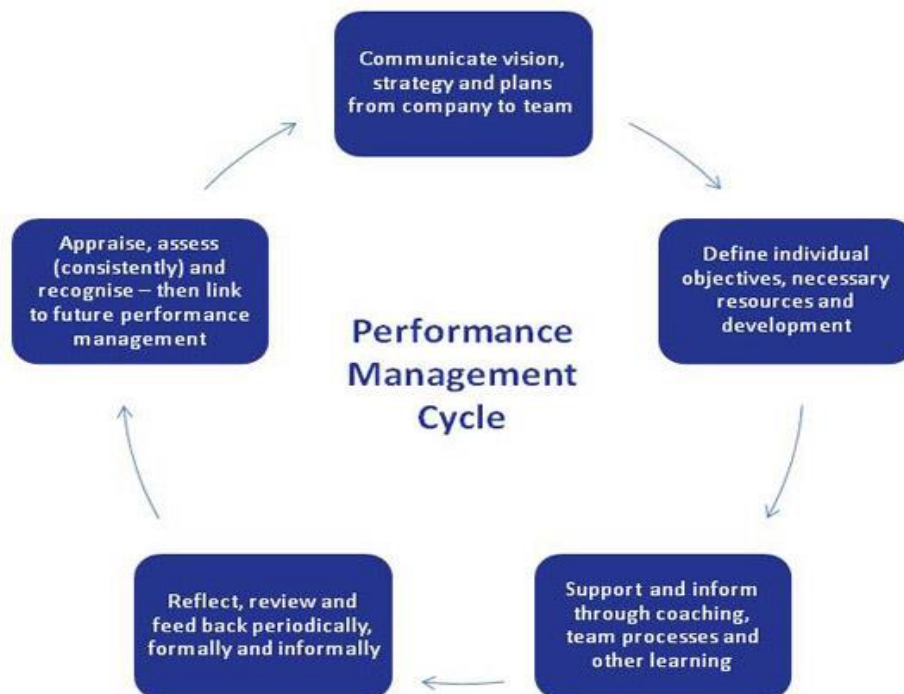 Communicate vision,
strategy and plans
from company to team
Define individual
objectives, necessary
resources and
development
Support and inform
through coaching,
team processes and
other learning
Reflect, review and
feed back periodically,
formally and informally
Appraise, assess
(consistently) and
recognise – then link
to future performance
management
Performance
Management
Cycle